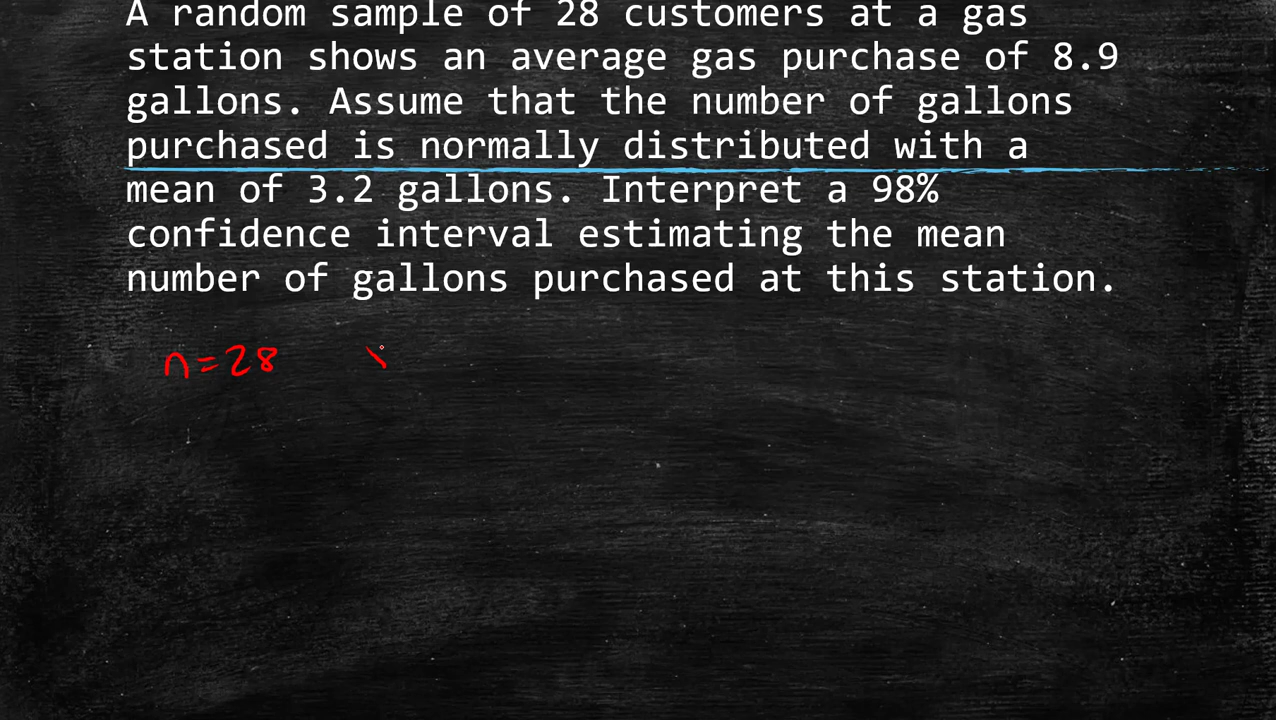 A random sample of 28 customers at a gas
station shows an average gas purchase of 8.9
gallons. Assume that the number of gallons
purchased is normally distributed with a
mean of 3.2 gallons. Interpret a 98%
confidence interval estimating the mean
number of gallons purchased at this station.
n=28